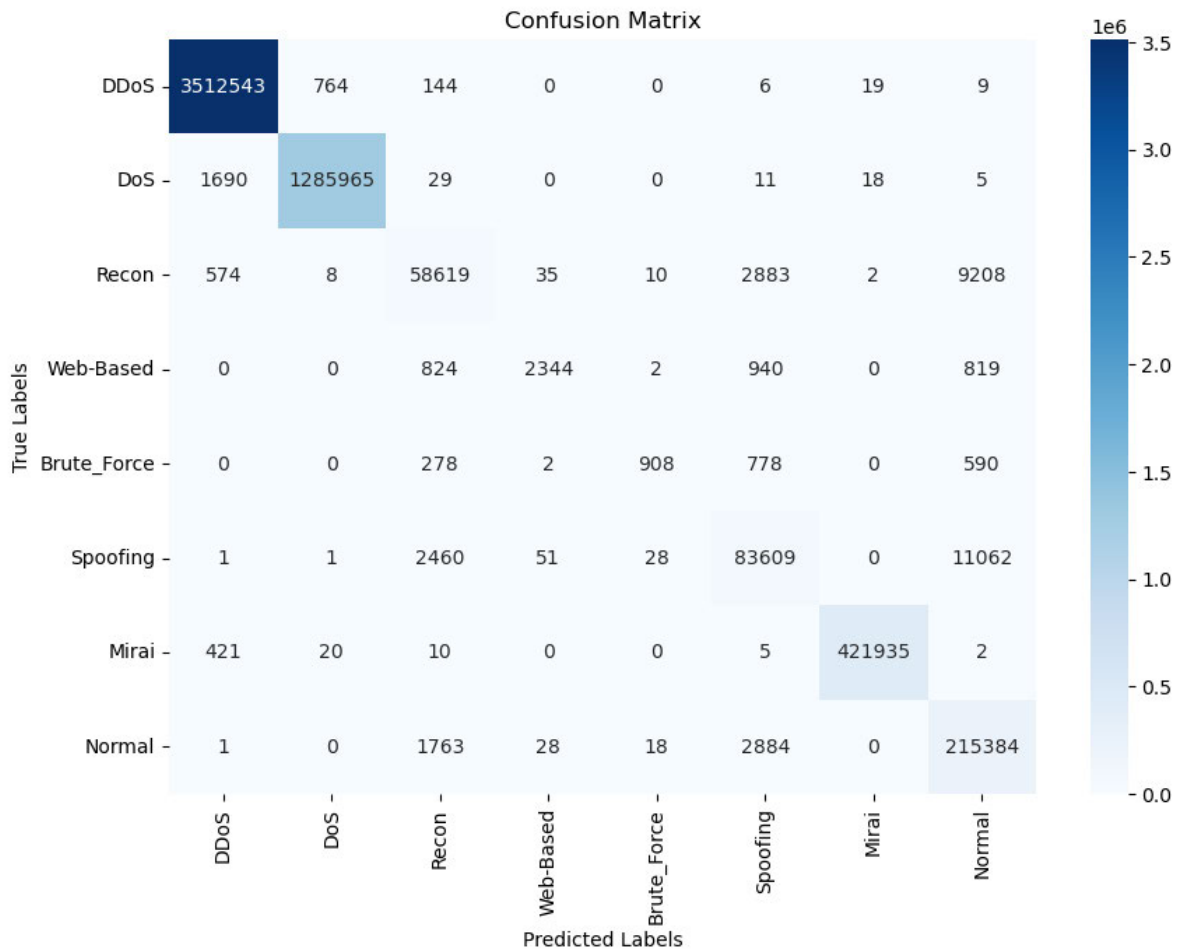 Confusion Matrix
1e6
DDoS 3512543 764 144 0 0 6 19 9
DoS 1690 1285965 29 0 0 11 18 5
Recon 574 8 58619 35 10 2883 2 9208
Web-Based 0 0 824 2344 2 940 0 819
Brute_Force 0 0 278 2 908 778 0 590
Spoofing 1 1 2460 51 28 83609 0 11062
Mirai 421 20 10 0 0 5 421935 2
Normal 1 0 1763 28 18 2884 0 215384
DDoS DoS Recon Web-Based Brute_Force Spoofing Mirai Normal
Predicted Labels
True Labels
3.5
3.0
2.5
2.0
1.5
1.0
0.5
0.0